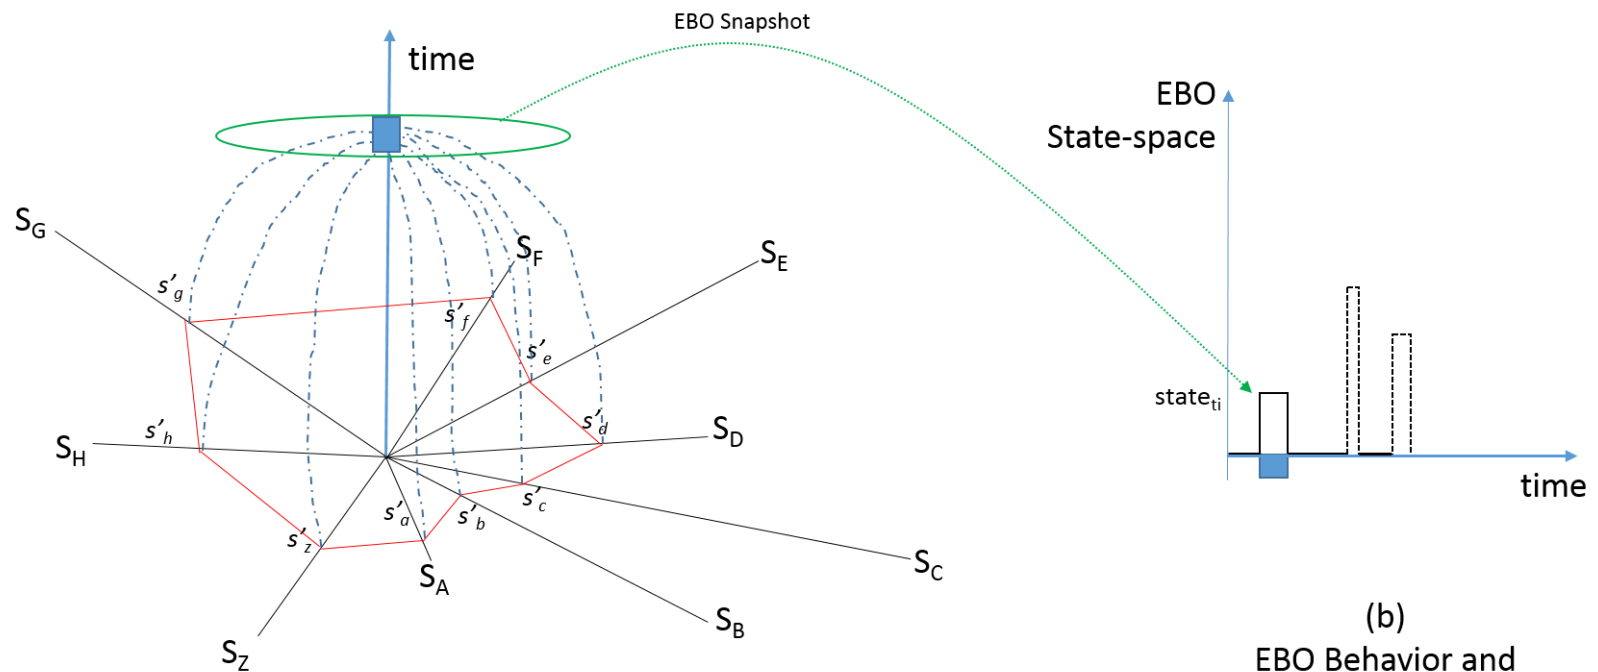 EBO Snapshot
time
EBO
State-space
S_G
S_F
S_E
s'_g
s'_f
s'_e
state_ti
s'_d
S_D
s'_h
S_H
time
s'_c
s'_a
s'_b
s'_z
S_C
S_A
S_B
(b)
S_Z
EBO Behavior and